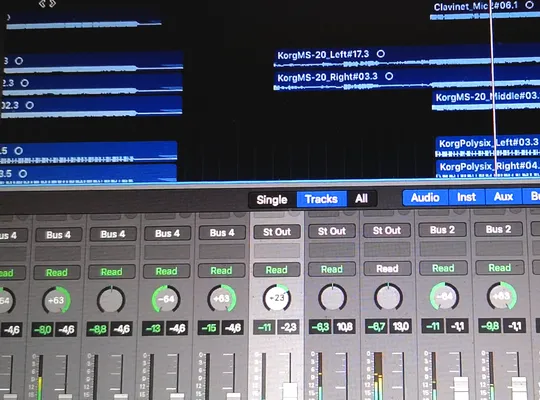 Clavinet_Mic#06.1
KorgMS-20_Left#17.3
2.3
KorgMS-20_Right#03.3
02.3
KorgMS-20_Middle#03.
.5
KorgPolysix_Left#03.3
3.5
KorgPolysix_Right#04.
Single Tracks All Audio Inst Aux
us 4 Bus 4 Bus 4 Bus 4 Bus 4 St Out St Out St Out Bus 2 Bus 2
ead Read Read Read Read Read Read Read Read Read
54 +63 -64 +63 +23 -64 +63
-4,6 -8,0 -4,6 -8,8 -4,6 -13 -4,6 -15 -4,6 -11 -2,3 -6,3 10,8 -6,7 13,0 -11 -1,1 -9,8 -1,1